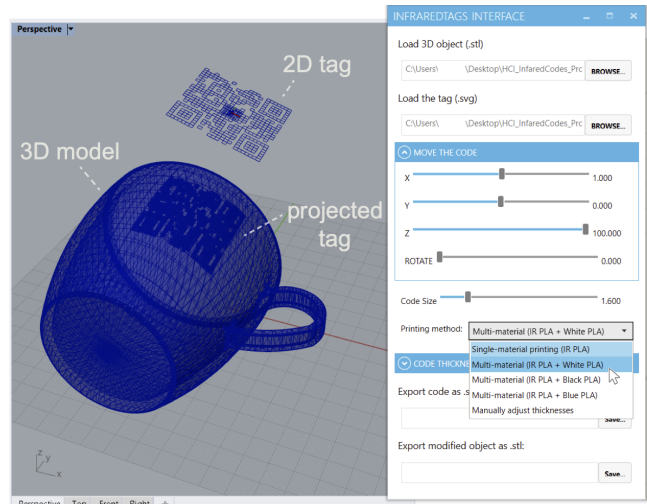 Perspective
2D tag
3D model
projected
tag
z
y
x
Perspective Top Front Right
INFRAREDTAGS INTERFACE
Load 3D object (.stl)
C:\Users\ \Desktop\HCI_InfaredCodes_Prc BROWSE...
Load the tag (.svg)
C:\Users\ \Desktop\HCI_InfaredCodes_Prc BROWSE...
MOVE THE CODE
X 1.000
Y 0.000
Z 100.000
ROTATE 0.000
Code Size 1.600
Printing method: Multi-material (IR PLA + White PLA)
Single-material printing (IR PLA)
CODE THICKNE Multi-material (IR PLA + White PLA)
Multi-material (IR PLA + Black PLA)
Export code as .s Multi-material (IR PLA + Blue PLA)
Manually adjust thicknesses
Save...
Export modified object as .stl:
Save...